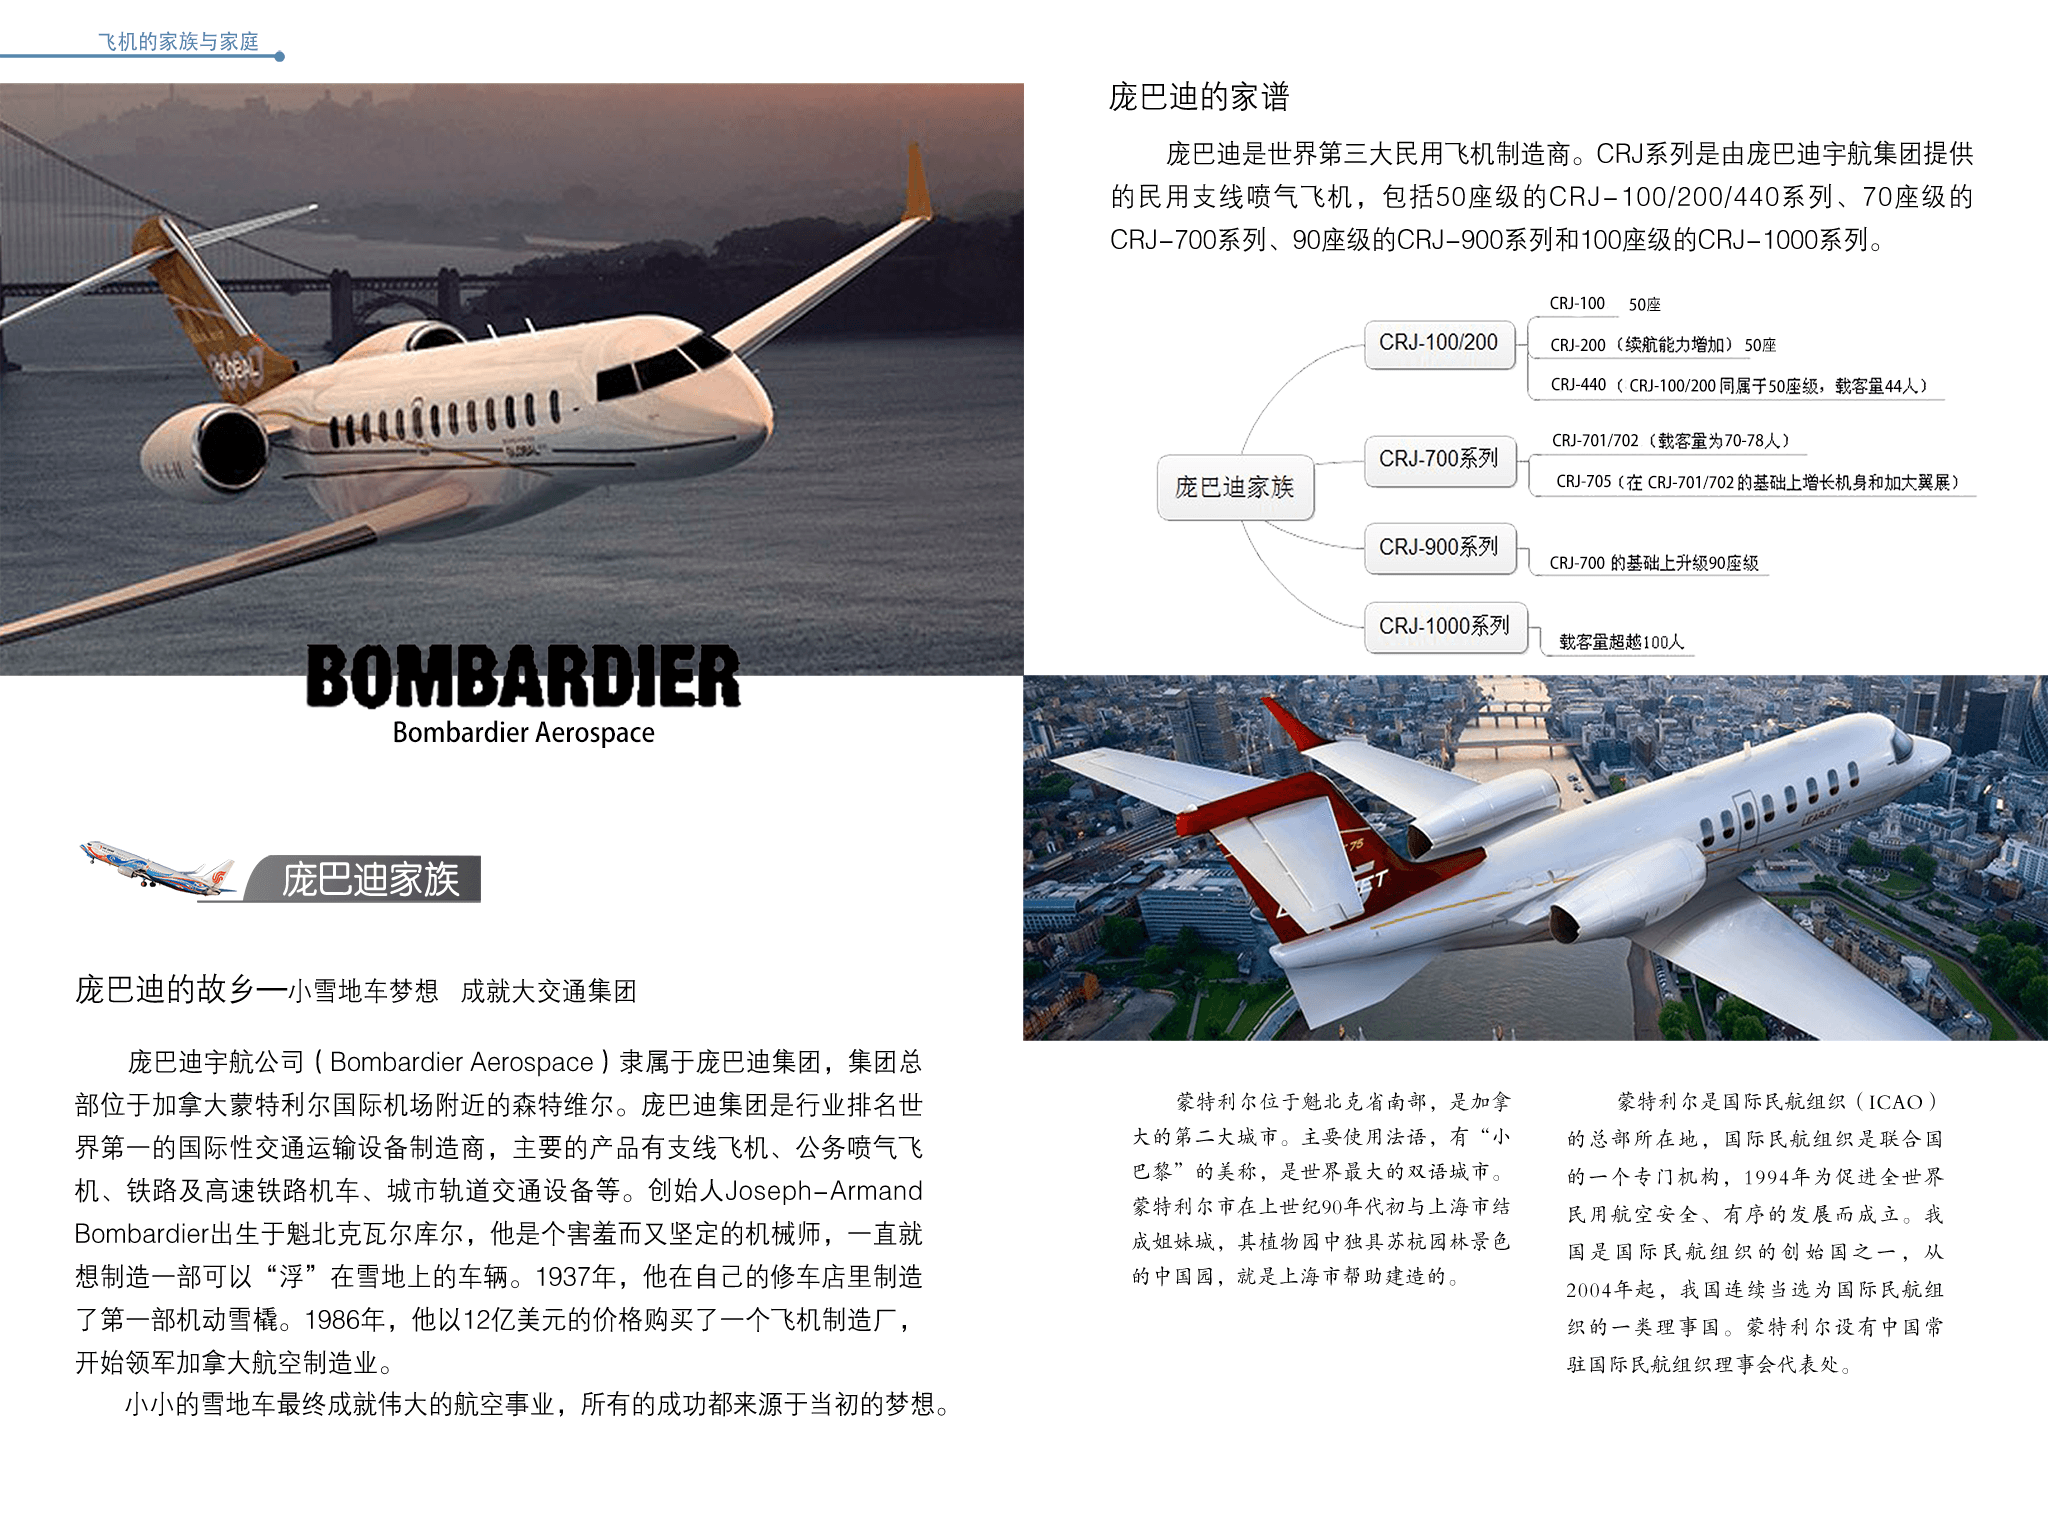 飞机的家族与家庭
GLOBAL
GLOBAL
BOMBARDIER
Bombardier Aerospace
庞巴迪家族
庞巴迪的故乡—小雪地车梦想 成就大交通集团
庞巴迪宇航公司（Bombardier Aerospace）隶属于庞巴迪集团，集团总
部位于加拿大蒙特利尔国际机场附近的森特维尔。庞巴迪集团是行业排名世
界第一的国际性交通运输设备制造商，主要的产品有支线飞机、公务喷气飞
机、铁路及高速铁路机车、城市轨道交通设备等。创始人Joseph-Armand
Bombardier出生于魁北克瓦尔库尔，他是个害羞而又坚定的机械师，一直就
想制造一部可以“浮”在雪地上的车辆。1937年，他在自己的修车店里制造
了第一部机动雪橇。1986年，他以12亿美元的价格购买了一个飞机制造厂，
开始领军加拿大航空制造业。
小小的雪地车最终成就伟大的航空事业，所有的成功都来源于当初的梦想。
庞巴迪的家谱
庞巴迪是世界第三大民用飞机制造商。CRJ系列是由庞巴迪宇航集团提供
的民用支线喷气飞机，包括50座级的CRJ-100/200/440系列、70座级的
CRJ-700系列、90座级的CRJ-900系列和100座级的CRJ-1000系列。
庞巴迪家族
CRJ-100/200
CRJ-100 50座
CRJ-200（续航能力增加）50座
CRJ-440（ CRJ-100/200 同属于50座级，载客量44人）
CRJ-700系列
CRJ-701/702（载客量为70-78人）
CRJ-705（在 CRJ-701/702 的基础上增长机身和加大翼展）
CRJ-900系列
CRJ-700 的基础上升级90座级
CRJ-1000系列
载客量超越100人
75
LEARJET 75
蒙特利尔位于魁北克省南部，是加拿
大的第二大城市。主要使用法语，有“小
巴黎”的美称，是世界最大的双语城市。
蒙特利尔市在上世纪90年代初与上海市结
成姐妹城，其植物园中独具苏杭园林景色
的中国园，就是上海市帮助建造的。
蒙特利尔是国际民航组织（ICAO）
的总部所在地，国际民航组织是联合国
的一个专门机构，1994年为促进全世界
民用航空安全、有序的发展而成立。我
国是国际民航组织的创始国之一，从
2004年起，我国连续当选为国际民航组
织的一类理事国。蒙特利尔设有中国常
驻国际民航组织理事会代表处。